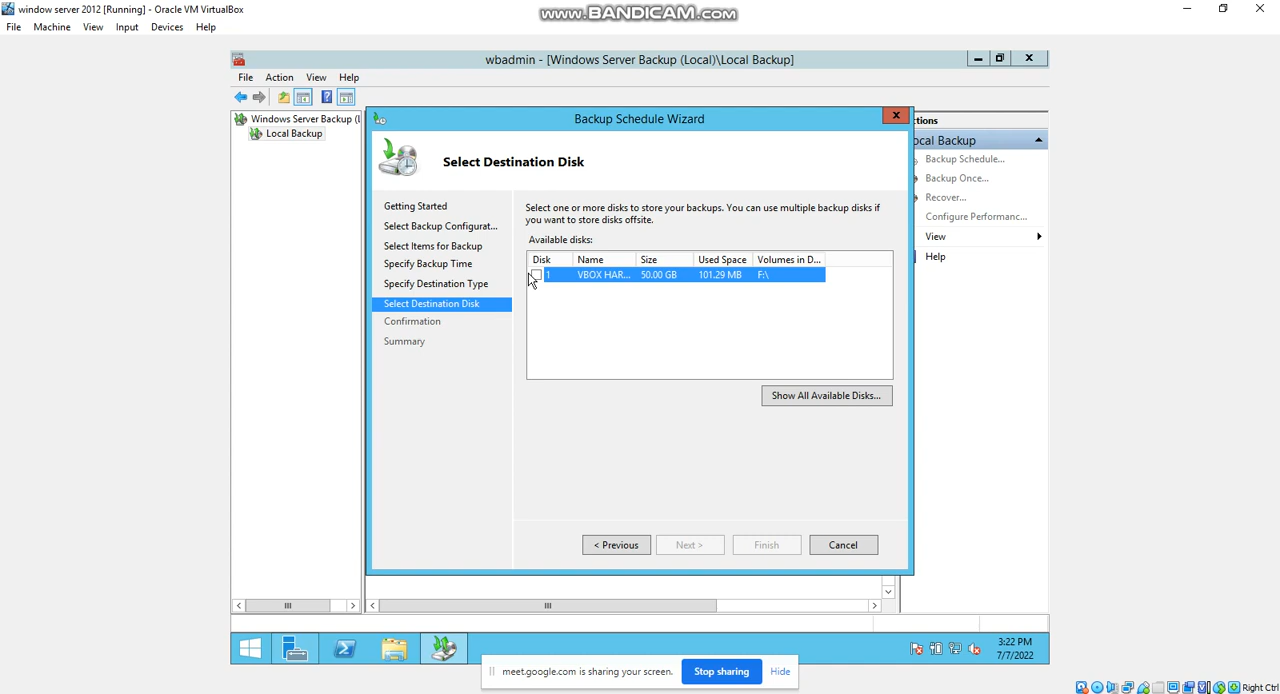 window server 2012 [Running] - Oracle VM VirtualBox
www.BANDICAM.com
File Machine View Input Devices Help
wbadmin - [Windows Server Backup (Local)\Local Backup]
File Action View Help
Windows Server Backup (L
Local Backup
Backup Schedule Wizard
Select Destination Disk
Getting Started
Select Backup Configurat...
Select Items for Backup
Specify Backup Time
Specify Destination Type
Select Destination Disk
Confirmation
Summary
Select one or more disks to store your backups. You can use multiple backup disks if
you want to store disks offsite.
Available disks:
Disk Name Size Used Space Volumes in D...
1 VBOX HAR... 50.00 GB 101.29 MB F:\
Show All Available Disks...
< Previous Next > Finish Cancel
ctions
ocal Backup
Backup Schedule...
Backup Once...
Recover...
Configure Performanc...
View
Help
3:22 PM
7/7/2022
meet.google.com is sharing your screen. Stop sharing Hide
Right Ctrl